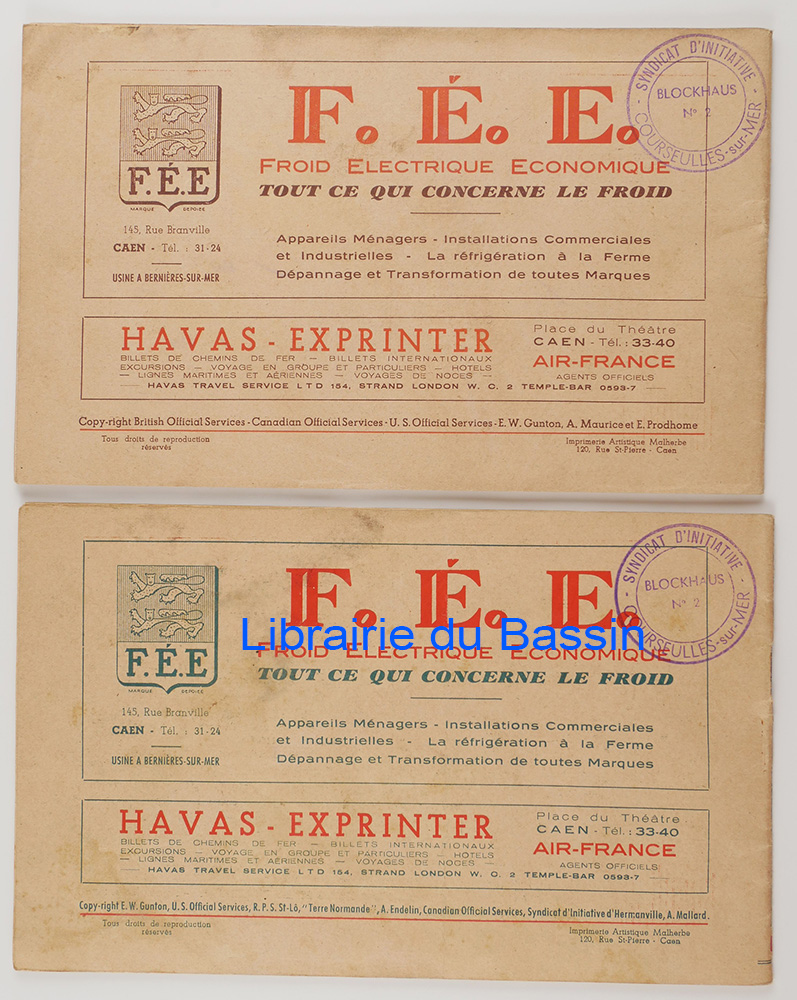 SYNDICAT D'INITIATIVE -
BLOCKHAUS
N° 2
COURSEULLES-sur-MER -
F. É. E.
F.É.E
MARQUE DEPOZEE
FROID ELECTRIQUE ECONOMIQUE
TOUT CE QUI CONCERNE LE FROID
145, Rue Branville
CAEN - Tél. : 31-24
USINE A BERNIÈRES-SUR-MER
Appareils Ménagers - Installations Commerciales
et Industrielles - La réfrigération à la Ferme
Dépannage et Transformation de toutes Marques
HAVAS - EXPRINTER
BILLETS DE CHEMINS DE FER — BILLETS INTERNATIONAUX
EXCURSIONS — VOYAGE EN GROUPE ET PARTICULIERS — HOTELS
— LIGNES MARITIMES ET AÉRIENNES — VOYAGES DE NOCES —
HAVAS TRAVEL SERVICE LTD 154, STRAND LONDON W. C. 2 TEMPLE-BAR 0593-7
Place du Théâtre
CAEN - Tél. : 33-40
AIR-FRANCE
AGENTS OFFICIELS
Copy-right British Official Services - Canadian Official Services - U. S. Official Services - E. W. Gunton, A. Maurice et E. Prodhome
Tous droits de reproduction
réservés
Imprimerie Artistique Malherbe
120, Rue St-Pierre - Caen
SYNDICAT D'INITIATIVE -
BLOCKHAUS
N° 2
COURSEULLES-sur-MER -
F. É. E.
F.É.E
MARQUE DEPOZEE
Librairie du Bassin
FROID ELECTRIQUE ECONOMIQUE
TOUT CE QUI CONCERNE LE FROID
145, Rue Branville
CAEN - Tél. : 31-24
USINE A BERNIÈRES-SUR-MER
Appareils Ménagers - Installations Commerciales
et Industrielles - La réfrigération à la Ferme
Dépannage et Transformation de toutes Marques
HAVAS - EXPRINTER
BILLETS DE CHEMINS DE FER — BILLETS INTERNATIONAUX
EXCURSIONS — VOYAGE EN GROUPE ET PARTICULIERS — HOTELS
— LIGNES MARITIMES ET AÉRIENNES — VOYAGES DE NOCES —
HAVAS TRAVEL SERVICE LTD 154, STRAND LONDON W. C. 2 TEMPLE-BAR 0593-7
Place du Théâtre
CAEN - Tél. : 33-40
AIR-FRANCE
AGENTS OFFICIELS
Copy-right E. W. Gunton, U. S. Official Services, R. P. S. St-Lô, "Terre Normande", A. Endelin, Canadian Official Services, Syndicat d'Initiative d'Hermanville, A. Mallard.
Tous droits de reproduction
réservés
Imprimerie Artistique Malherbe
120, Rue St-Pierre - Caen